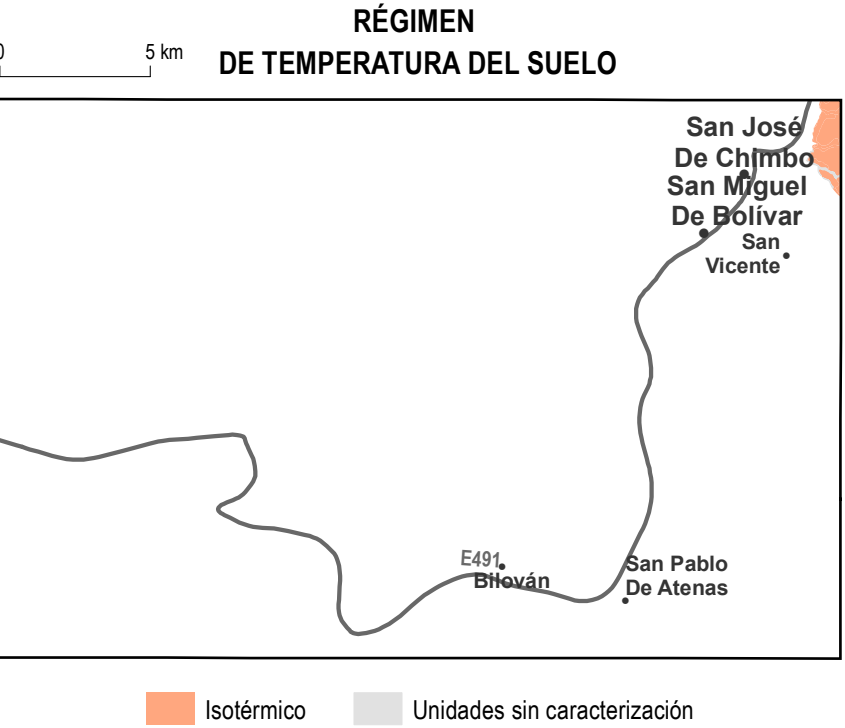 RÉGIMEN
DE TEMPERATURA DEL SUELO
0
5 km
San José
De Chimbo
San Miguel
De Bolívar
San
Vicente
E491
Bilován
San Pablo
De Atenas
Isotérmico
Unidades sin caracterización